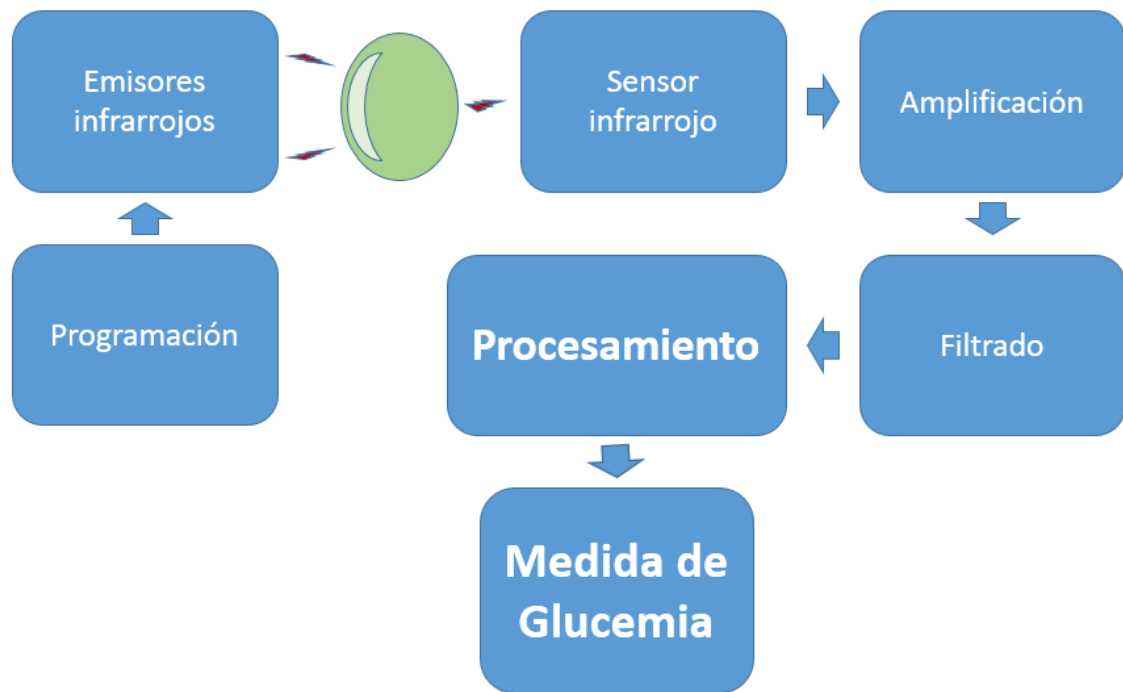 Emisores
infrarrojos
Sensor
infrarrojo
Amplificación
Programación
Procesamiento
Filtrado
Medida de
Glucemia